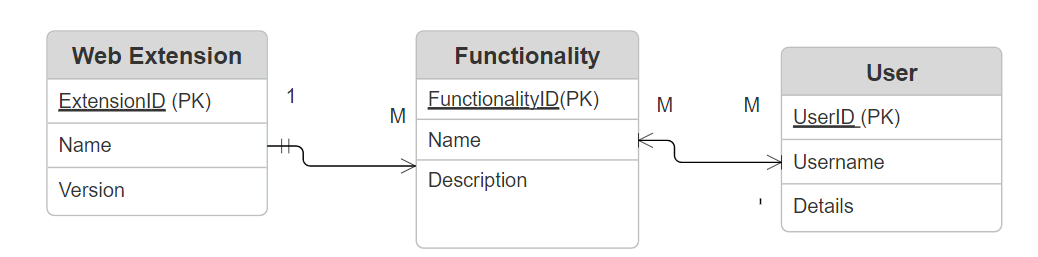 Web Extension
ExtensionID (PK)
Name
Version
1
M
Functionality
FunctionalityID(PK)
Name
Description
M
M
User
UserID (PK)
Username
Details